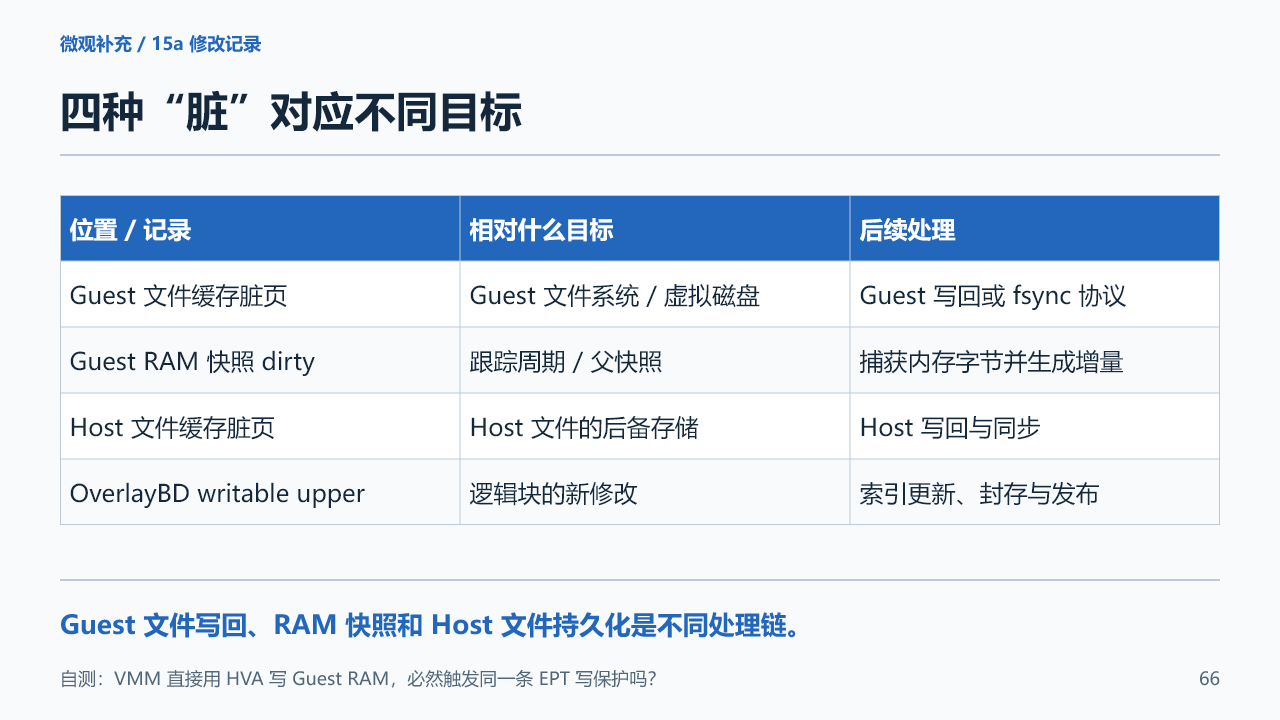 微观补充 / 15a 修改记录
四种“脏”对应不同目标
位置 / 记录 相对什么目标 后续处理
Guest 文件缓存脏页 Guest 文件系统 / 虚拟磁盘 Guest 写回或 fsync 协议
Guest RAM 快照 dirty 跟踪周期 / 父快照 捕获内存字节并生成增量
Host 文件缓存脏页 Host 文件的后备存储 Host 写回与同步
OverlayBD writable upper 逻辑块的新修改 索引更新、封存与发布
Guest 文件写回、RAM 快照和 Host 文件持久化是不同处理链。
自测：VMM 直接用 HVA 写 Guest RAM，必然触发同一条 EPT 写保护吗？ 66